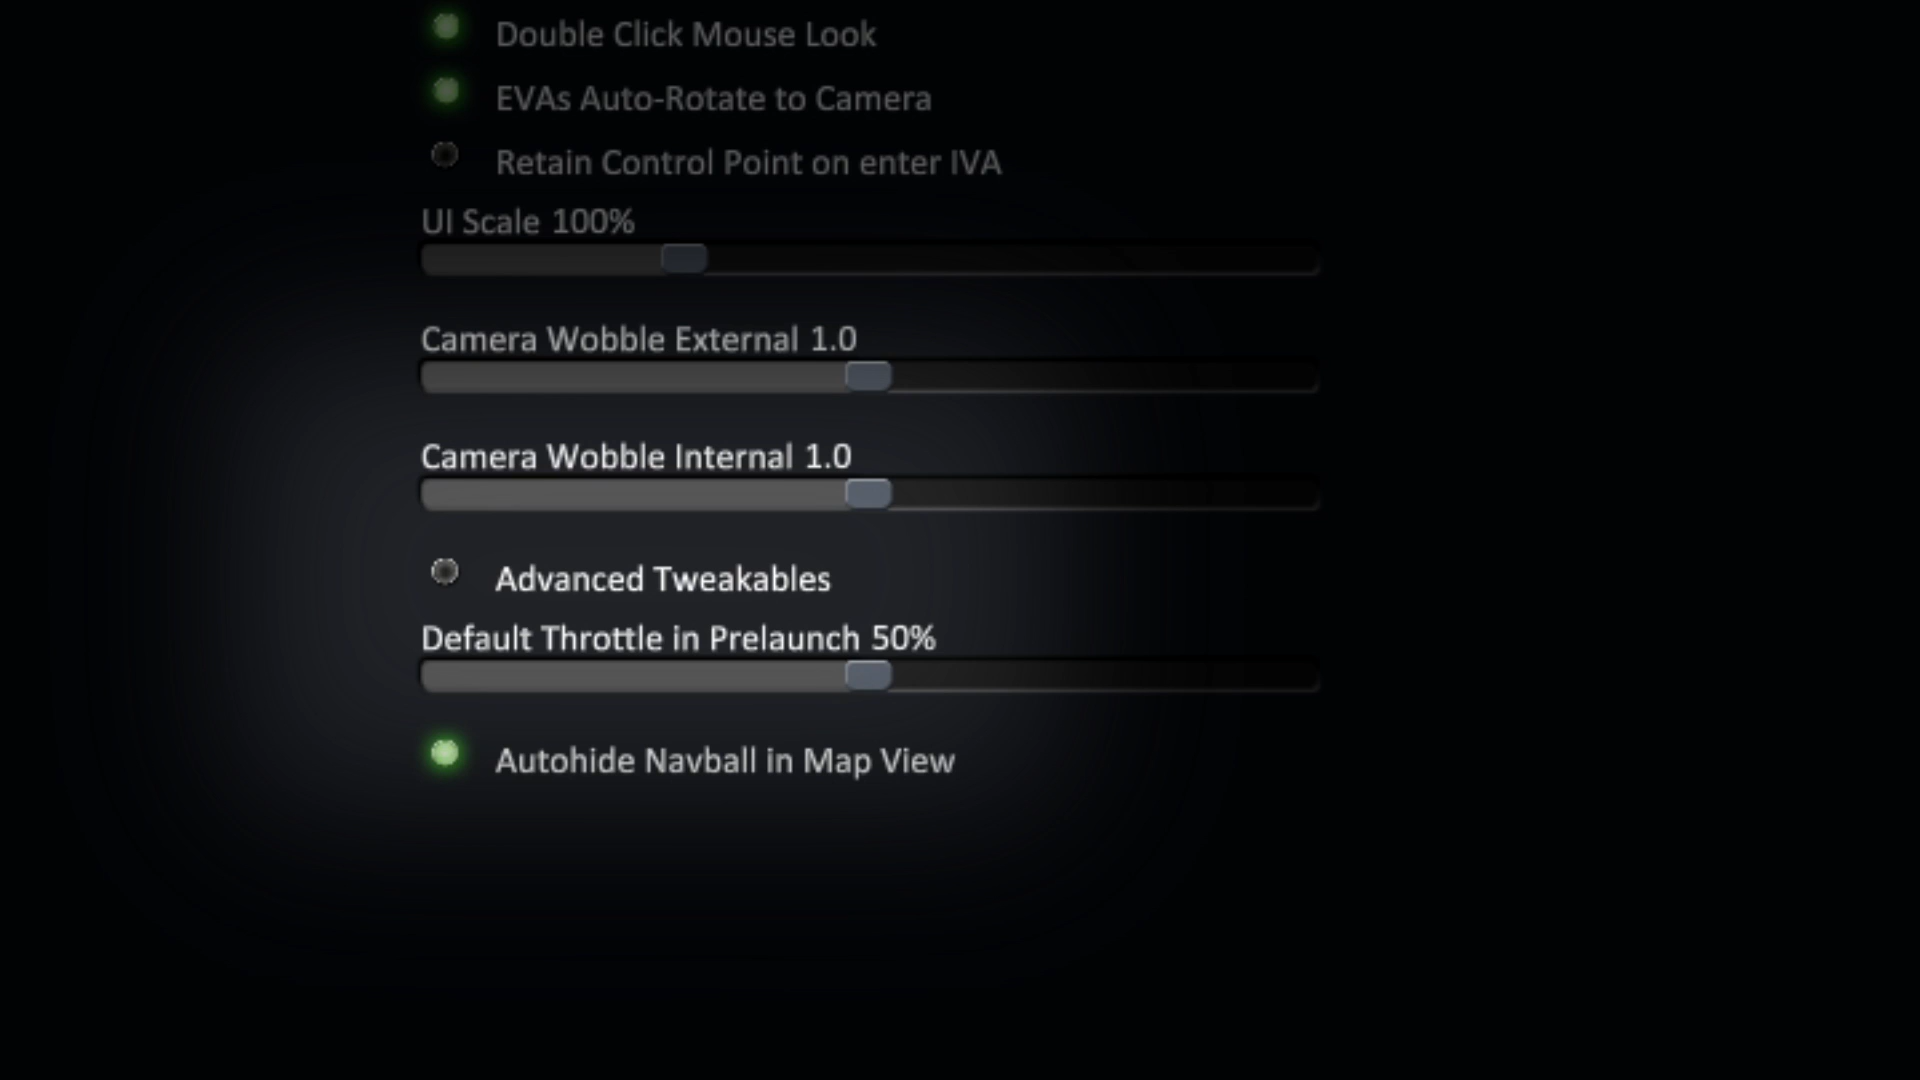 Double Click Mouse Look
EVAs Auto-Rotate to Camera
Retain Control Point on enter IVA
UI Scale 100%
Camera Wobble External 1.0
Camera Wobble Internal 1.0
Advanced Tweakables
Default Throttle in Prelaunch 50%
Autohide Navball in Map View